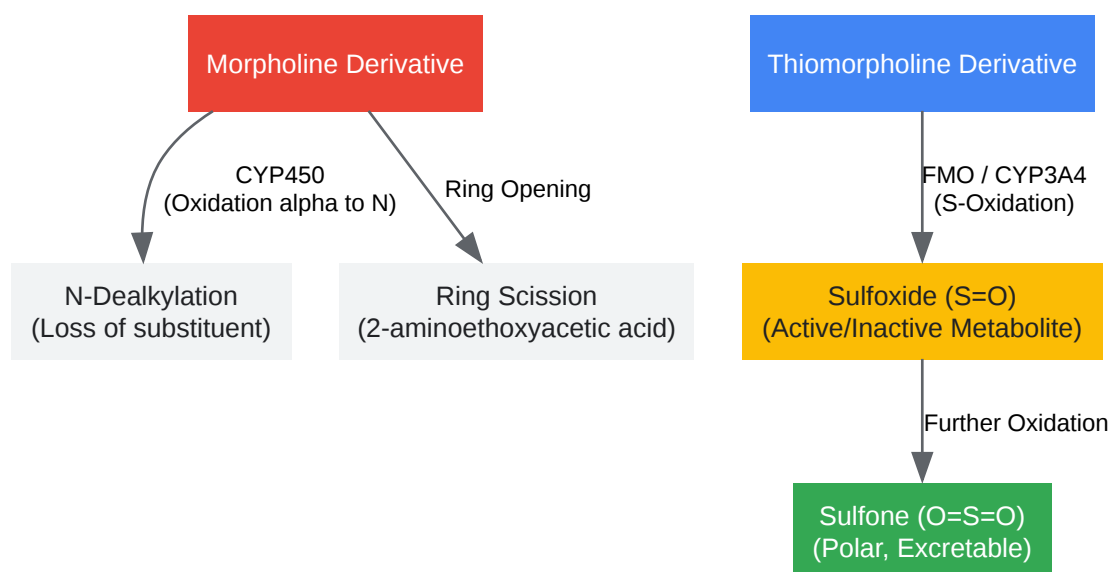 Morpholine Derivative
Thiomorpholine Derivative
CYP450
(Oxidation alpha to N)
Ring Opening
FMO / CYP3A4
(S-Oxidation)
N-Dealkylation
(Loss of substituent)
Ring Scission
(2-aminoethoxyacetic acid)
Sulfoxide (S=O)
(Active/Inactive Metabolite)
Further Oxidation
Sulfone (O=S=O)
(Polar, Excretable)